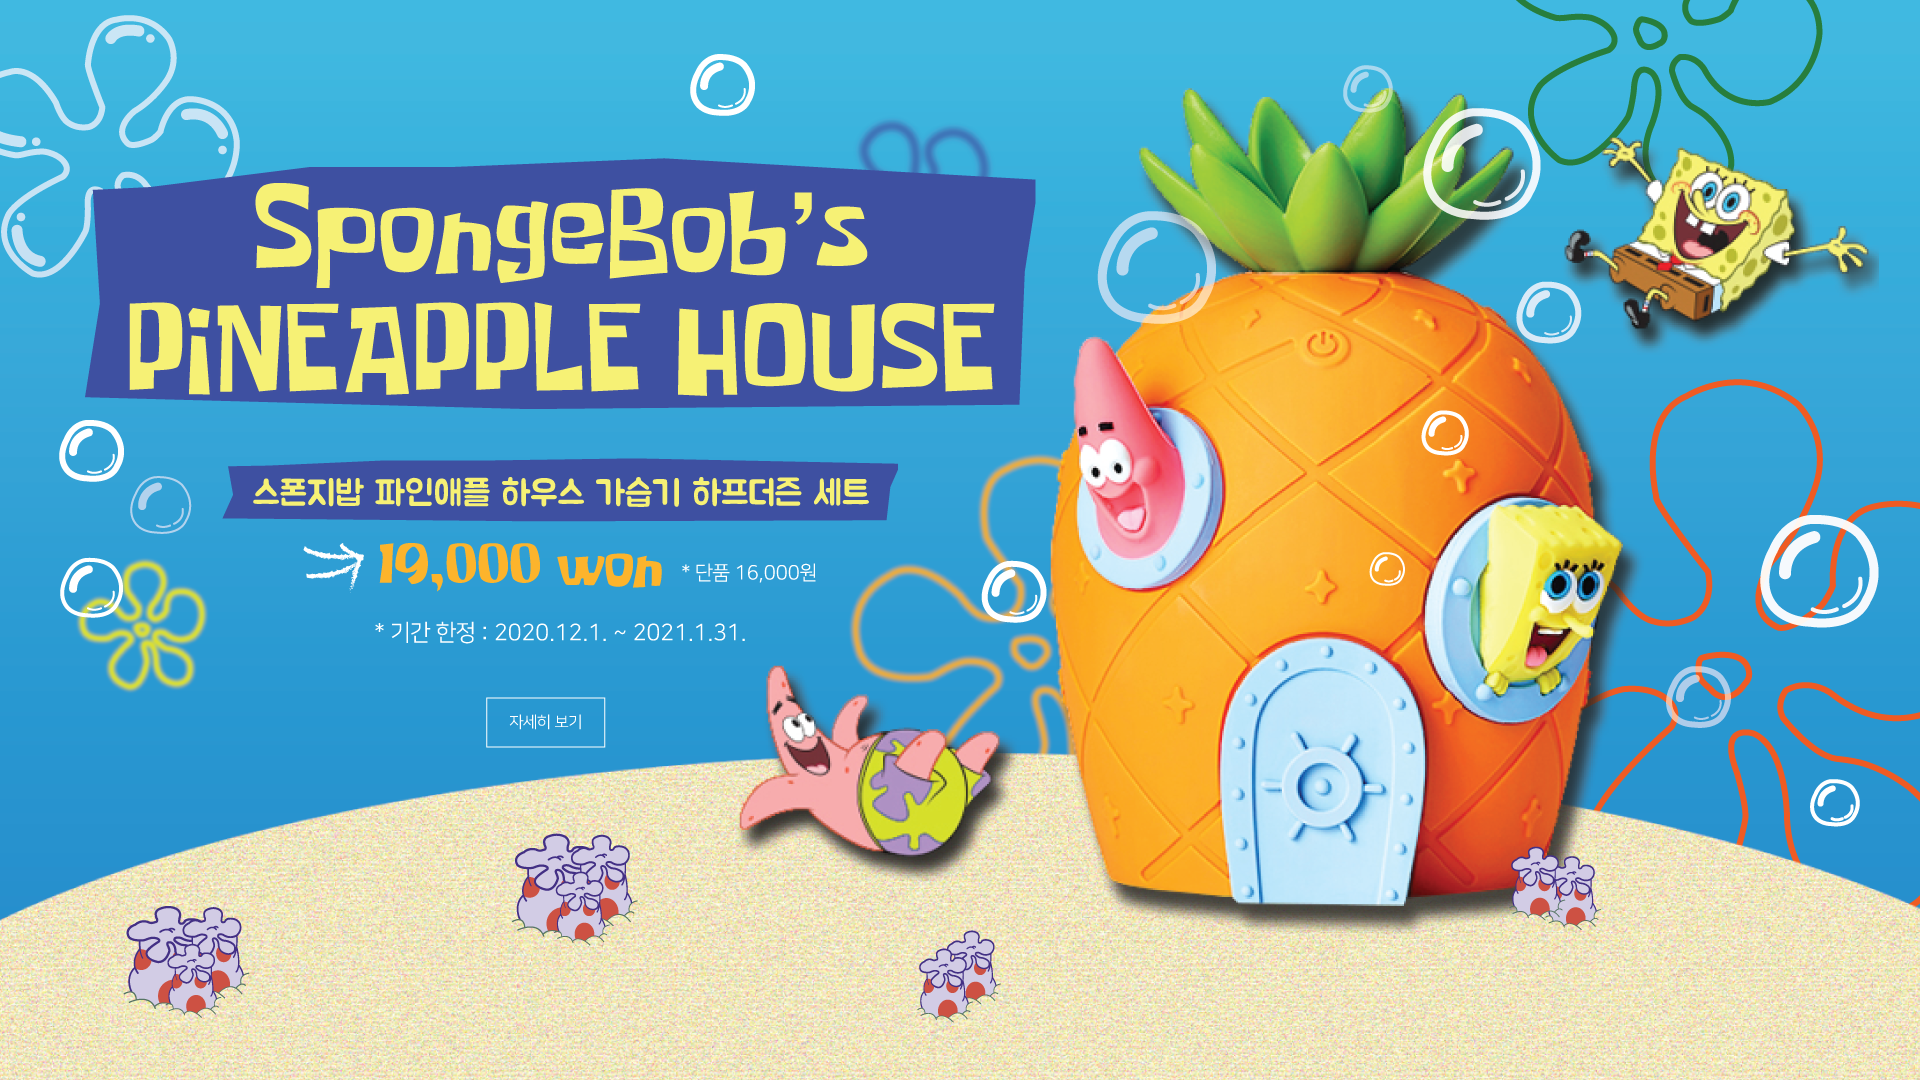 SpongeBob's
PiNEAPPLE HOUSE
스폰지밥 파인애플 하우스 가습기 하프더즌 세트
19,000 won * 단품 16,000원
* 기간 한정 : 2020.12.1. ~ 2021.1.31.
자세히 보기